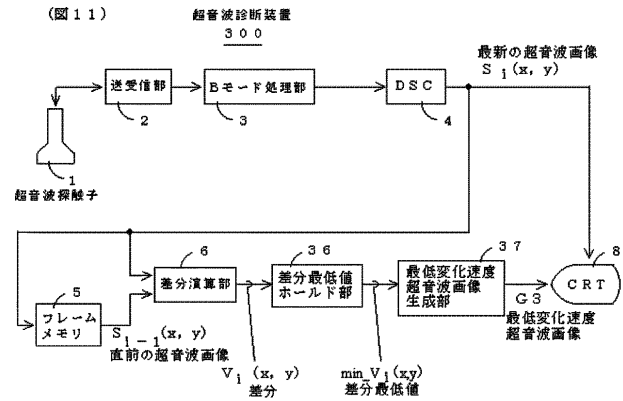 (図11)
超音波診断装置
300
最新の超音波画像
S i (x, y)
送受信部
2
Bモード処理部
3
DSC
4
1
超音波探触子
5
フレーム
メモリ
S i-1 (x, y)
直前の超音波画像
6
差分演算部
V i (x, y)
差分
36
差分最低値
ホールド部
min_V i (x,y)
差分最低値
37
最低変化速度
超音波画像
生成部
G3
最低変化速度
超音波画像
8
CRT